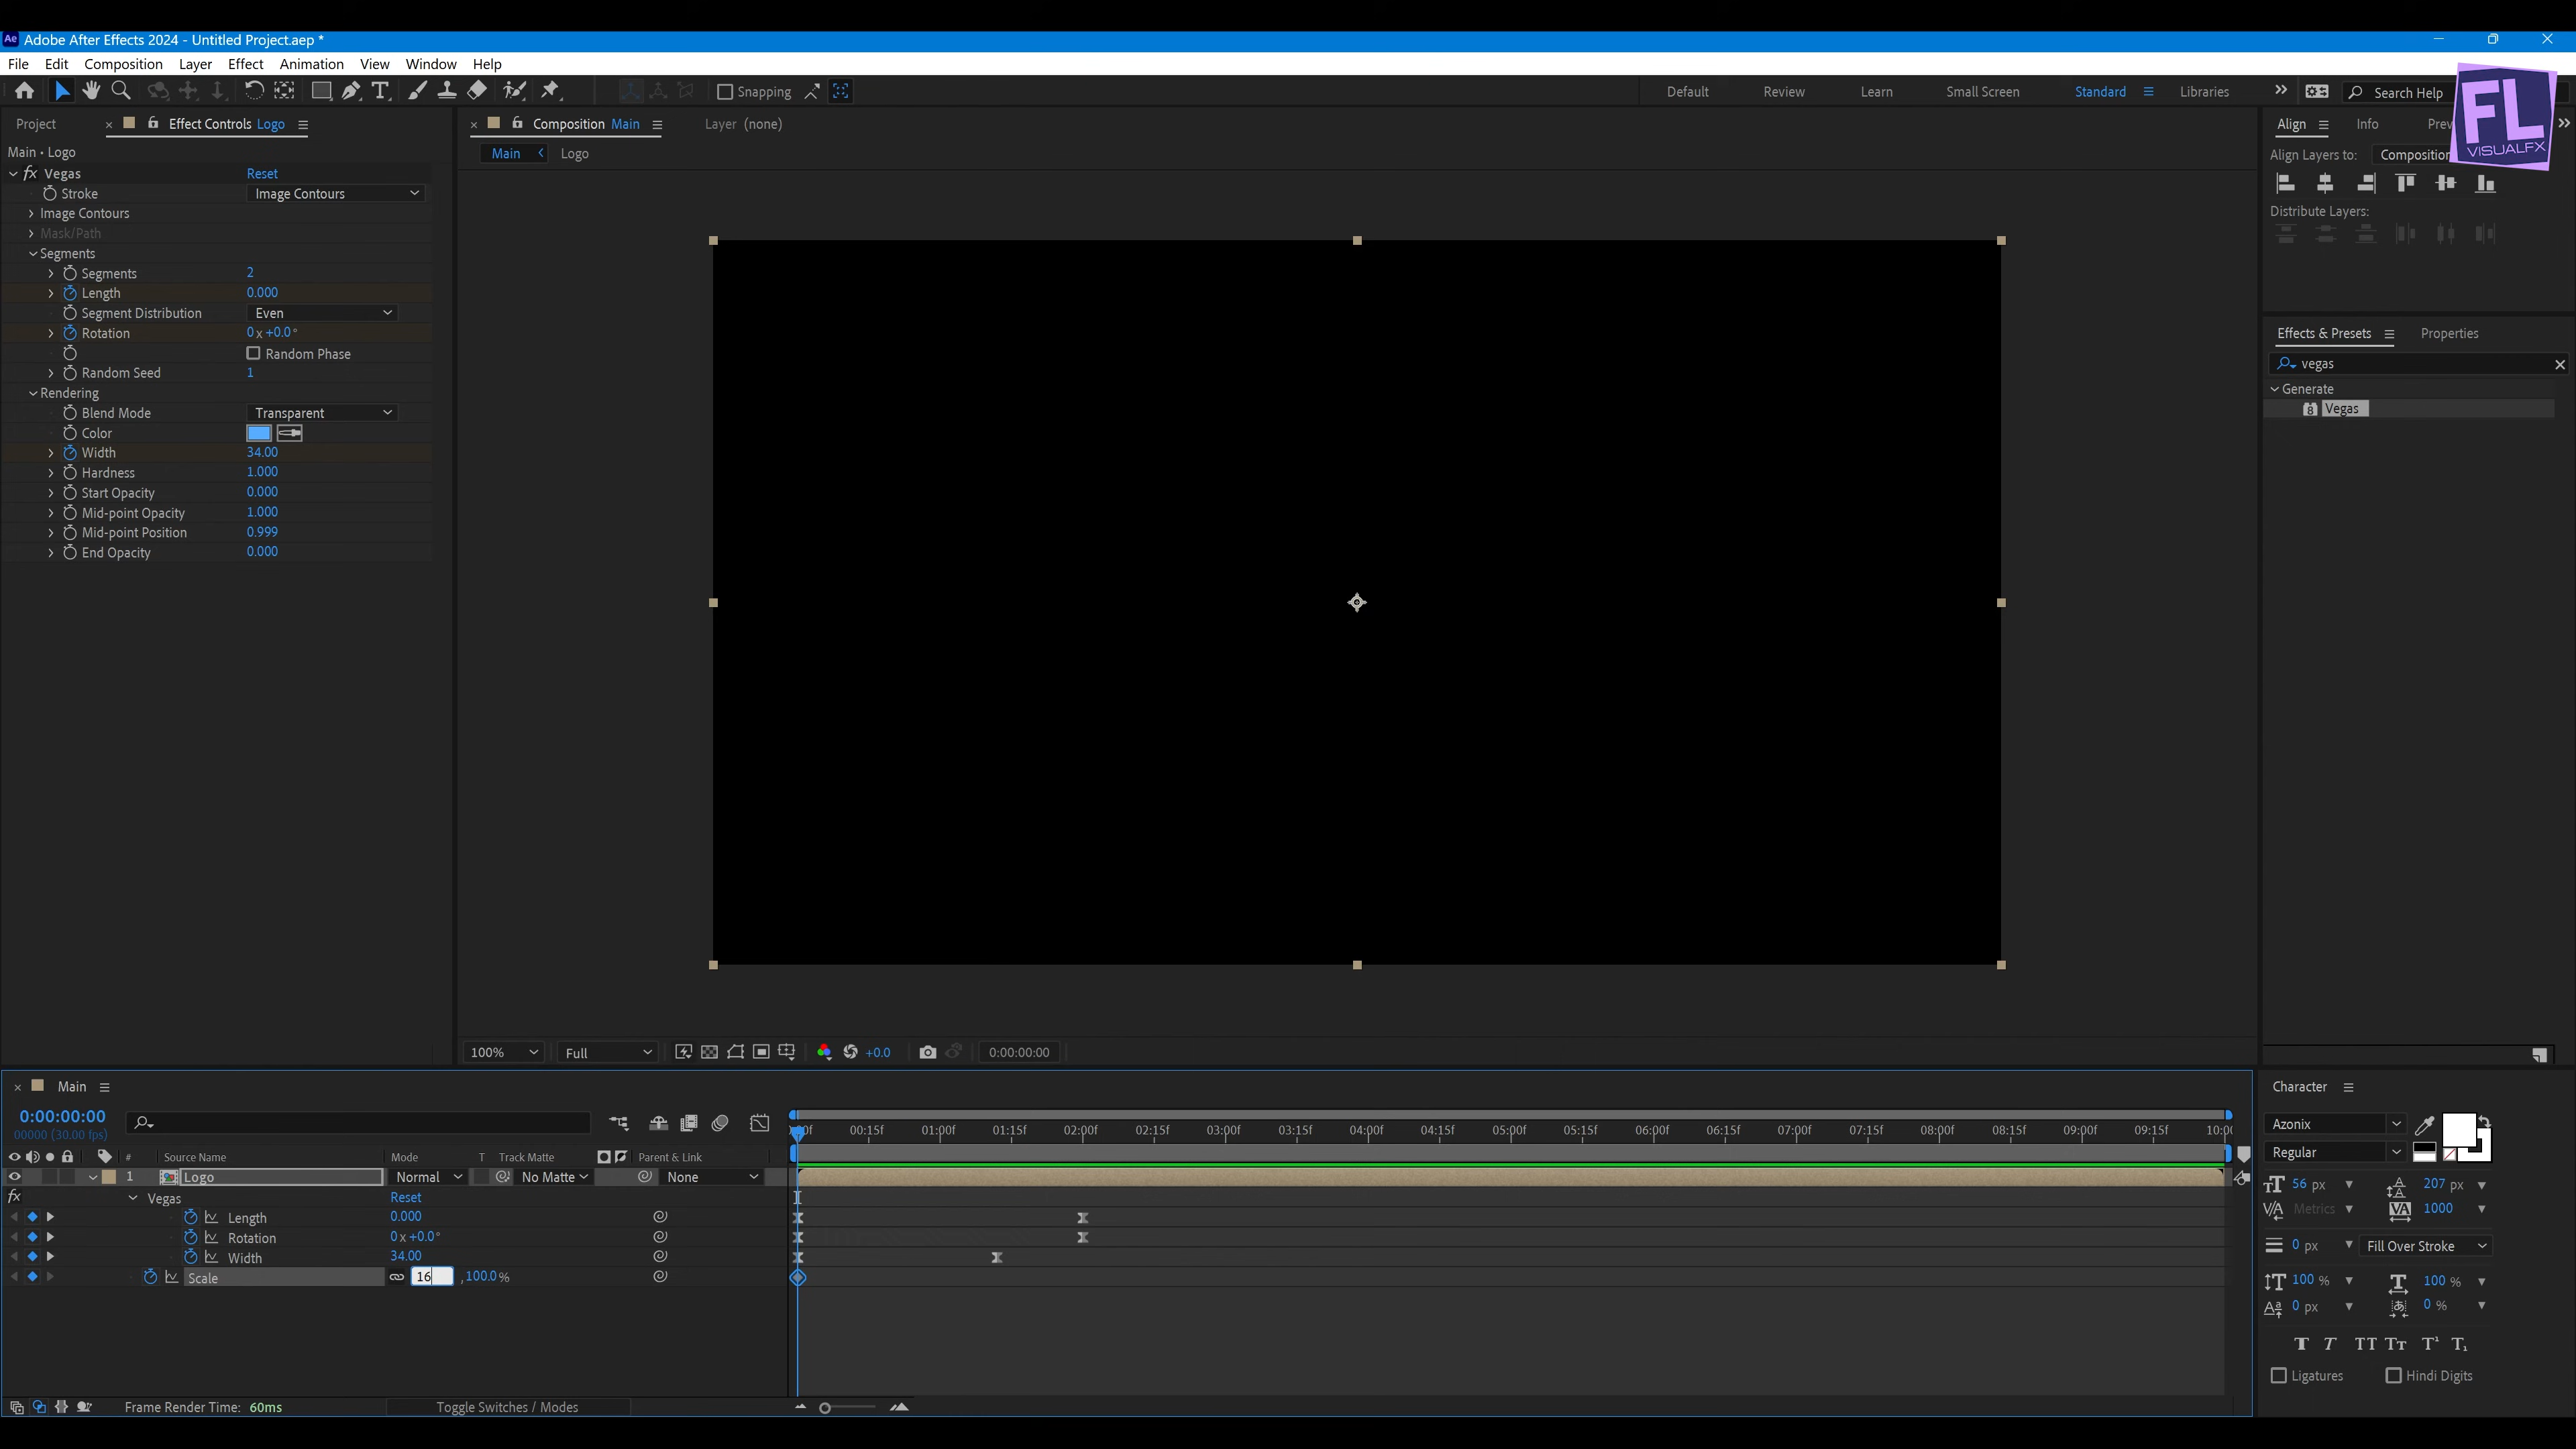 Adobe After Effects 2024 - Untitled Project.aep *
File Edit Composition Layer Effect Animation View Window Help
Snapping
Default Review Learn Small Screen Standard Libraries Search Help
FL
VISUALFX
Project Effect Controls Logo
Composition Main Layer (none)
Align Info Prev
Main • Logo
Main Logo
Align Layers to: Composition
fx Vegas Reset
Stroke Image Contours
Image Contours
Distribute Layers:
Mask/Path
Segments
Segments 2
Length 0.000
Segment Distribution Even
Rotation 0 x +0.0 °
Random Phase
Random Seed 1
Rendering
Blend Mode Transparent
Color
Width 34.00
Hardness 1.000
Start Opacity 0.000
Mid-point Opacity 1.000
Mid-point Position 0.999
End Opacity 0.000
Effects & Presets Properties
vegas
Generate
Vegas
100% Full +0.0 0:00:00:00
Main
0:00:00:00
00000 (30.00 fps)
00:15f 01:00f 01:15f 02:00f 02:15f 03:00f 03:15f 04:00f 04:15f 05:00f 05:15f 06:00f 06:15f 07:00f 07:15f 08:00f 08:15f 09:00f 09:15f 10:00
# Source Name Mode T Track Matte Parent & Link
1 Logo Normal No Matte None
fx Vegas Reset
Length 0.000
Rotation 0 x +0.0°
Width 34.00
Scale 16 ,100.0%
Frame Render Time: 60ms Toggle Switches / Modes
Character
Azonix
Regular
56 px 207 px
Metrics 1000
0 px Fill Over Stroke
100 % 100 %
0 px 0 %
T T TT Tt T¹ T₁
Ligatures Hindi Digits